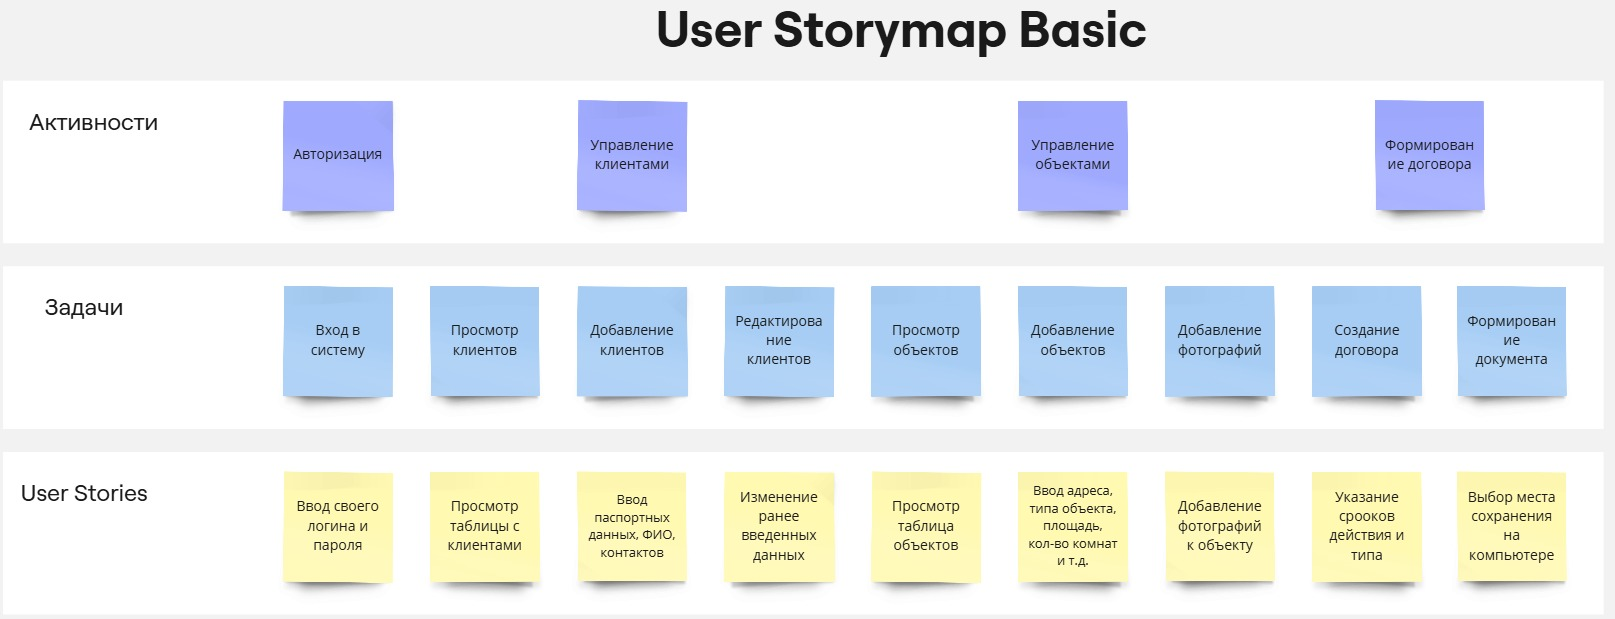 User Storymap Basic
Активности
Авторизация
Управление
клиентами
Управление
объектами
Формирован
ие договора
Задачи
Вход в
систему
Просмотр
клиентов
Добавление
клиентов
Редактирова
ние
клиентов
Просмотр
объектов
Добавление
объектов
Добавление
фотографий
Создание
договора
Формирован
ие
документа
User Stories
Ввод своего
логина и
пароля
Просмотр
таблицы с
клиентами
Ввод
паспортных
данных, ФИО,
контактов
Изменение
ранее
введенных
данных
Просмотр
таблица
объектов
Ввод адреса,
типа объекта,
площадь,
кол-во комнат
и т.д.
Добавление
фотографий
к объекту
Указание
срооков
действия и
типа
Выбор места
сохранения
на
компьютере